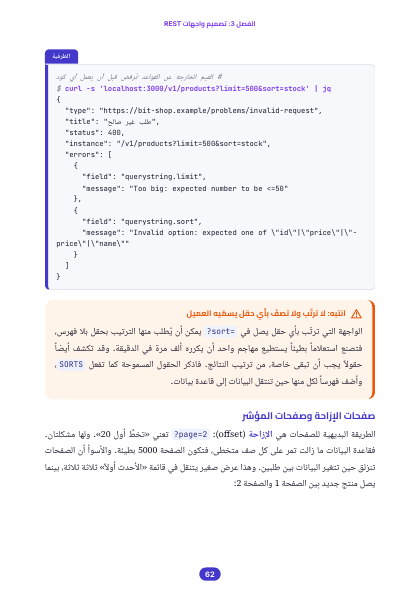 الفصل 3: تصميم واجهات REST
الطرفية
# القيم الخارجة عن القواعد تُرفض قبل أن يعمل أي كود
$ curl -s 'localhost:3000/v1/products?limit=500&sort=stock' | jq
{
"type": "https://bit-shop.example/problems/invalid-request",
"title": "طلب غير صالح",
"status": 400,
"instance": "/v1/products?limit=500&sort=stock",
"errors": [
{
"field": "querystring.limit",
"message": "Too big: expected number to be <=50"
},
{
"field": "querystring.sort",
"message": "Invalid option: expected one of \"id\"|\"price\"|\"-
price\"|\"name\""
}
]
}
انتبه: لا ترتّب ولا تصفِّ بأي حقل يسمّيه العميل
الواجهة التي ترتّب بأي حقل يصل في ?sort= يمكن أن يُطلب منها الترتيب بحقل بلا فهرس،
فتصنع استعلاماً بطيئاً يستطيع مهاجم واحد أن يكرره ألف مرة في الدقيقة. وقد تكشف أيضاً
حقولاً يجب أن تبقى خاصة، من ترتيب النتائج. فاذكر الحقول المسموحة كما تفعل SORTS ،
وأضف فهرساً لكل منها حين تنتقل البيانات إلى قاعدة بيانات.
صفحات الإزاحة وصفحات المؤشر
الطريقة البديهية للصفحات هي الإزاحة (offset): ?page=2 تعني «تخطَّ أول 20». ولها مشكلتان.
فقاعدة البيانات ما زالت تمر على كل صف متخطى، فتكون الصفحة 5000 بطيئة. والأسوأ أن الصفحات
تنزلق حين تتغير البيانات بين طلبين. وهذا عرض صغير يتنقل في قائمة «الأحدث أولاً» ثلاثة ثلاثة، بينما
يصل منتج جديد بين الصفحة 1 والصفحة 2:
62